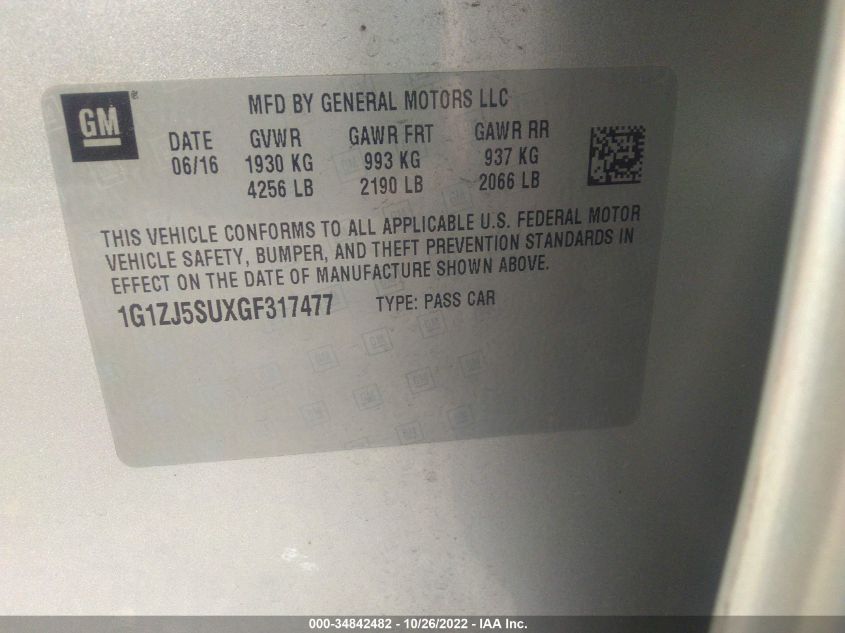 GM ® MFD BY GENERAL MOTORS LLC
DATE GVWR GAWR FRT GAWR RR
06/16 1930 KG 993 KG 937 KG
4256 LB 2190 LB 2066 LB
THIS VEHICLE CONFORMS TO ALL APPLICABLE U.S. FEDERAL MOTOR
VEHICLE SAFETY, BUMPER, AND THEFT PREVENTION STANDARDS IN
EFFECT ON THE DATE OF MANUFACTURE SHOWN ABOVE.
1G1ZJ5SUXGF317477 TYPE: PASS CAR
000-34842482 - 10/26/2022 - IAA Inc.